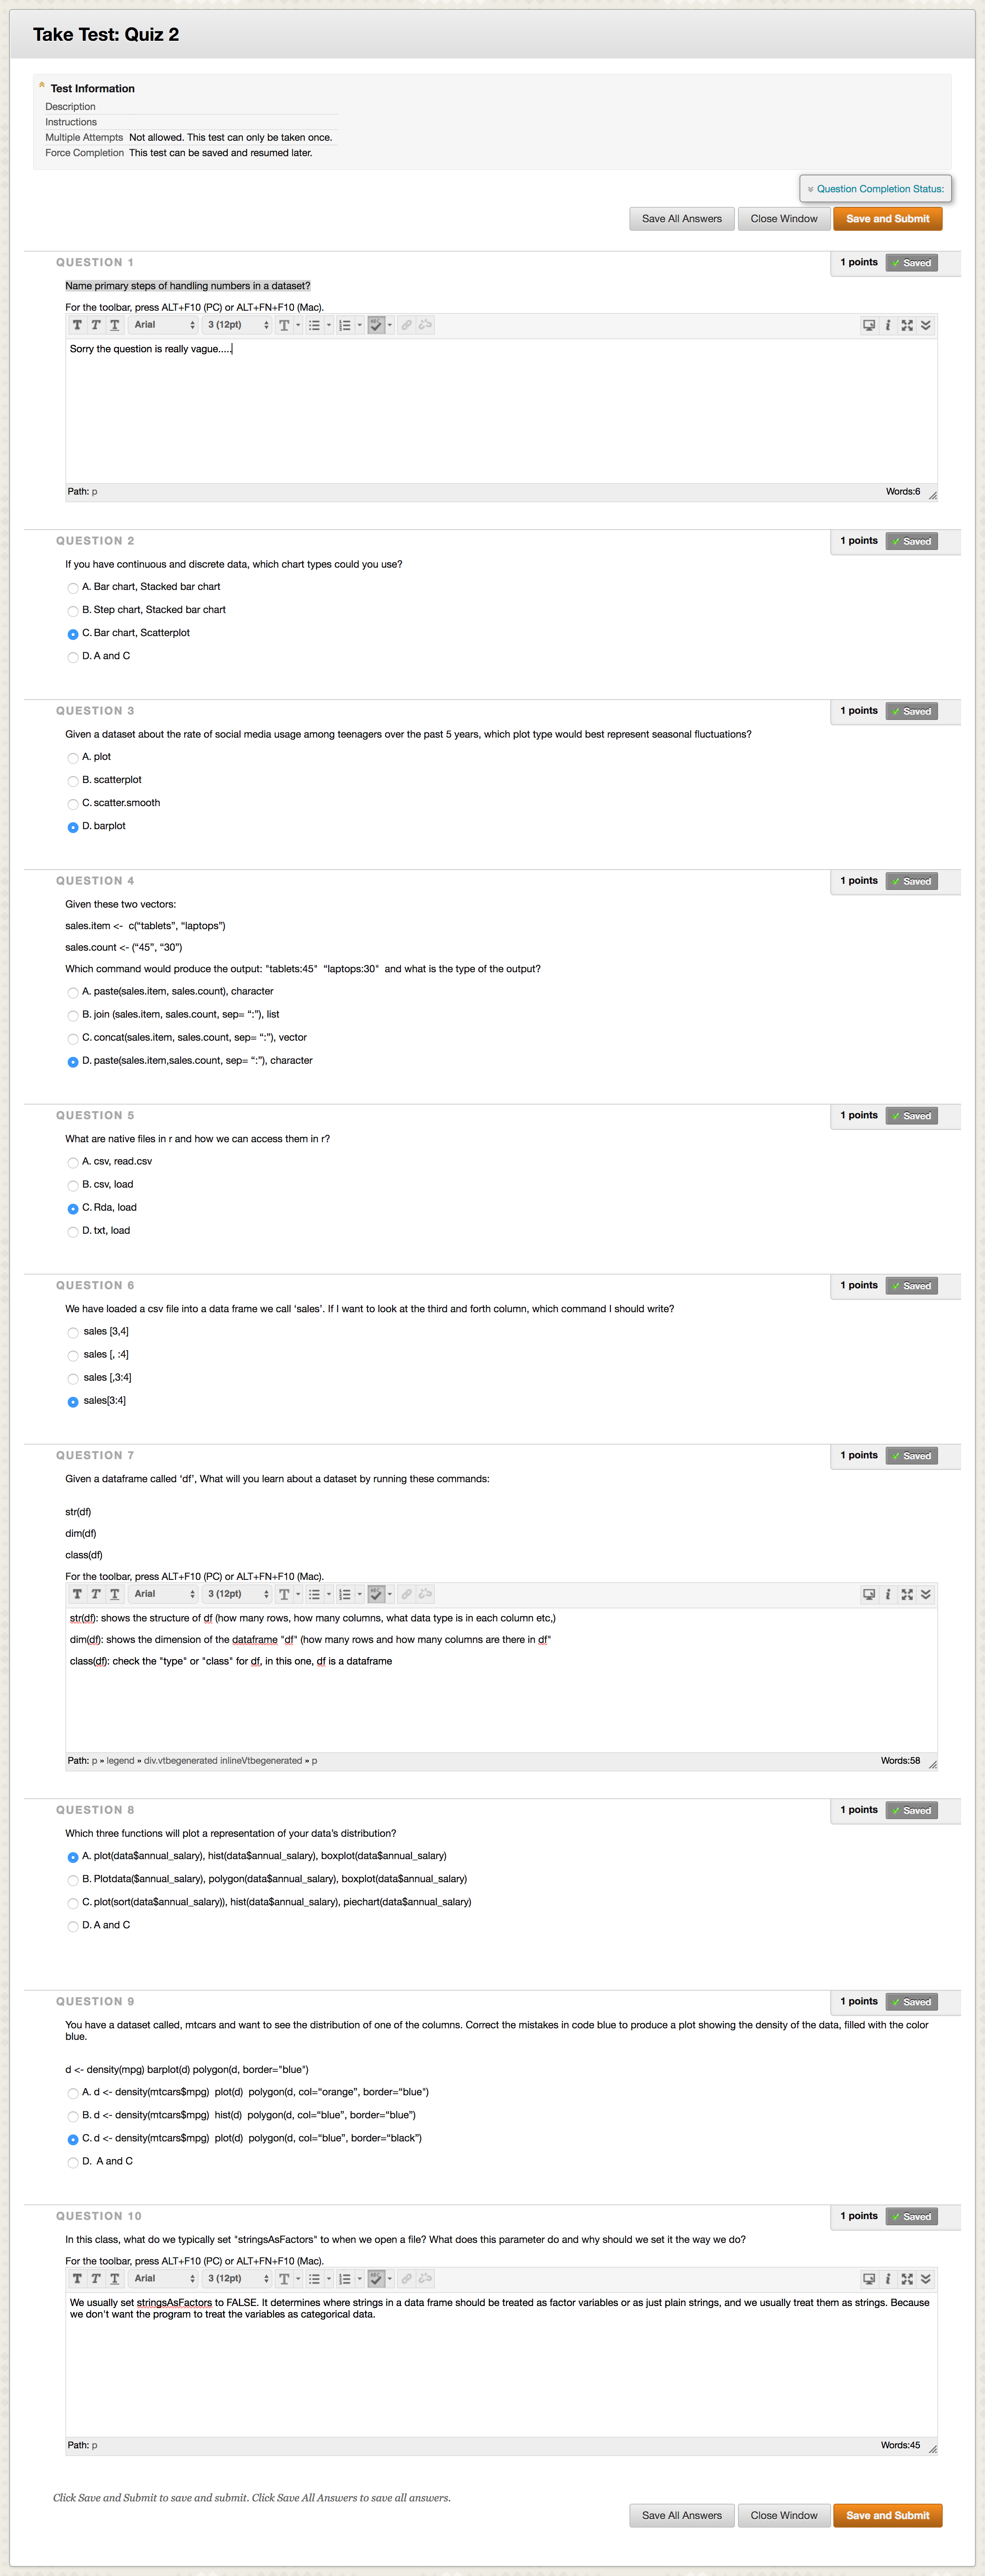 Take Test: Quiz 2
Test Information
Description
Instructions
Multiple Attempts Not allowed. This test can only be taken once.
Force Completion This test can be saved and resumed later.
Question Completion Status:
Save All Answers Close Window Save and Submit
QUESTION 1 1 points Saved
Name primary steps of handling numbers in a dataset?
For the toolbar, press ALT+F10 (PC) or ALT+FN+F10 (Mac).
T T T Arial 3 (12pt) T
Sorry the question is really vague.....
Path: p Words:6
QUESTION 2 1 points Saved
If you have continuous and discrete data, which chart types could you use?
A. Bar chart, Stacked bar chart
B. Step chart, Stacked bar chart
C. Bar chart, Scatterplot
D. A and C
QUESTION 3 1 points Saved
Given a dataset about the rate of social media usage among teenagers over the past 5 years, which plot type would best represent seasonal fluctuations?
A. plot
B. scatterplot
C. scatter.smooth
D. barplot
QUESTION 4 1 points Saved
Given these two vectors:
sales.item <- c(“tablets”, “laptops”)
sales.count <- (“45”, “30”)
Which command would produce the output: "tablets:45" “laptops:30” and what is the type of the output?
A. paste(sales.item, sales.count), character
B. join (sales.item, sales.count, sep= “:”), list
C. concat(sales.item, sales.count, sep= “:”), vector
D. paste(sales.item,sales.count, sep= “:”), character
QUESTION 5 1 points Saved
What are native files in r and how we can access them in r?
A. csv, read.csv
B. csv, load
C. Rda, load
D. txt, load
QUESTION 6 1 points Saved
We have loaded a csv file into a data frame we call ‘sales’. If I want to look at the third and forth column, which command I should write?
sales [3,4]
sales [, :4]
sales [,3:4]
sales[3:4]
QUESTION 7 1 points Saved
Given a dataframe called ‘df’, What will you learn about a dataset by running these commands:
str(df)
dim(df)
class(df)
For the toolbar, press ALT+F10 (PC) or ALT+FN+F10 (Mac).
T T T Arial 3 (12pt) T
str(df): shows the structure of df (how many rows, how many columns, what data type is in each column etc,)
dim(df): shows the dimension of the dataframe "df" (how many rows and how many columns are there in df"
class(df): check the "type" or "class" for df, in this one, df is a dataframe
Path: p » legend » div.vtbegenerated inlineVtbegenerated » p Words:58
QUESTION 8 1 points Saved
Which three functions will plot a representation of your data’s distribution?
A. plot(data$annual_salary), hist(data$annual_salary), boxplot(data$annual_salary)
B. Plotdata($annual_salary), polygon(data$annual_salary), boxplot(data$annual_salary)
C. plot(sort(data$annual_salary)), hist(data$annual_salary), piechart(data$annual_salary)
D. A and C
QUESTION 9 1 points Saved
You have a dataset called, mtcars and want to see the distribution of one of the columns. Correct the mistakes in code blue to produce a plot showing the density of the data, filled with the color
blue.
d <- density(mpg) barplot(d) polygon(d, border="blue")
A. d <- density(mtcars$mpg) plot(d) polygon(d, col=“orange”, border=“blue")
B. d <- density(mtcars$mpg) hist(d) polygon(d, col=“blue”, border=“blue”)
C. d <- density(mtcars$mpg) plot(d) polygon(d, col=“blue”, border=“black”)
D. A and C
QUESTION 10 1 points Saved
In this class, what do we typically set "stringsAsFactors" to when we open a file? What does this parameter do and why should we set it the way we do?
For the toolbar, press ALT+F10 (PC) or ALT+FN+F10 (Mac).
T T T Arial 3 (12pt) T
We usually set stringsAsFactors to FALSE. It determines where strings in a data frame should be treated as factor variables or as just plain strings, and we usually treat them as strings. Because
we don't want the program to treat the variables as categorical data.
Path: p Words:45
Click Save and Submit to save and submit. Click Save All Answers to save all answers.
Save All Answers Close Window Save and Submit